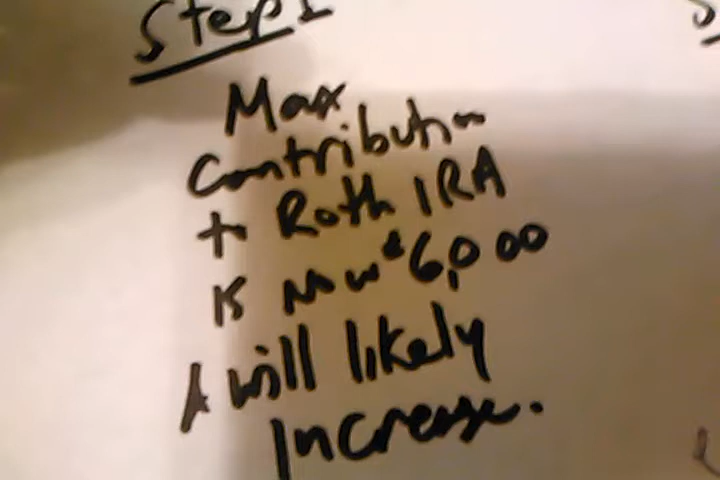 Step 1
Max
Contribution
to Roth IRA
is now $6,000
& will likely
increase.